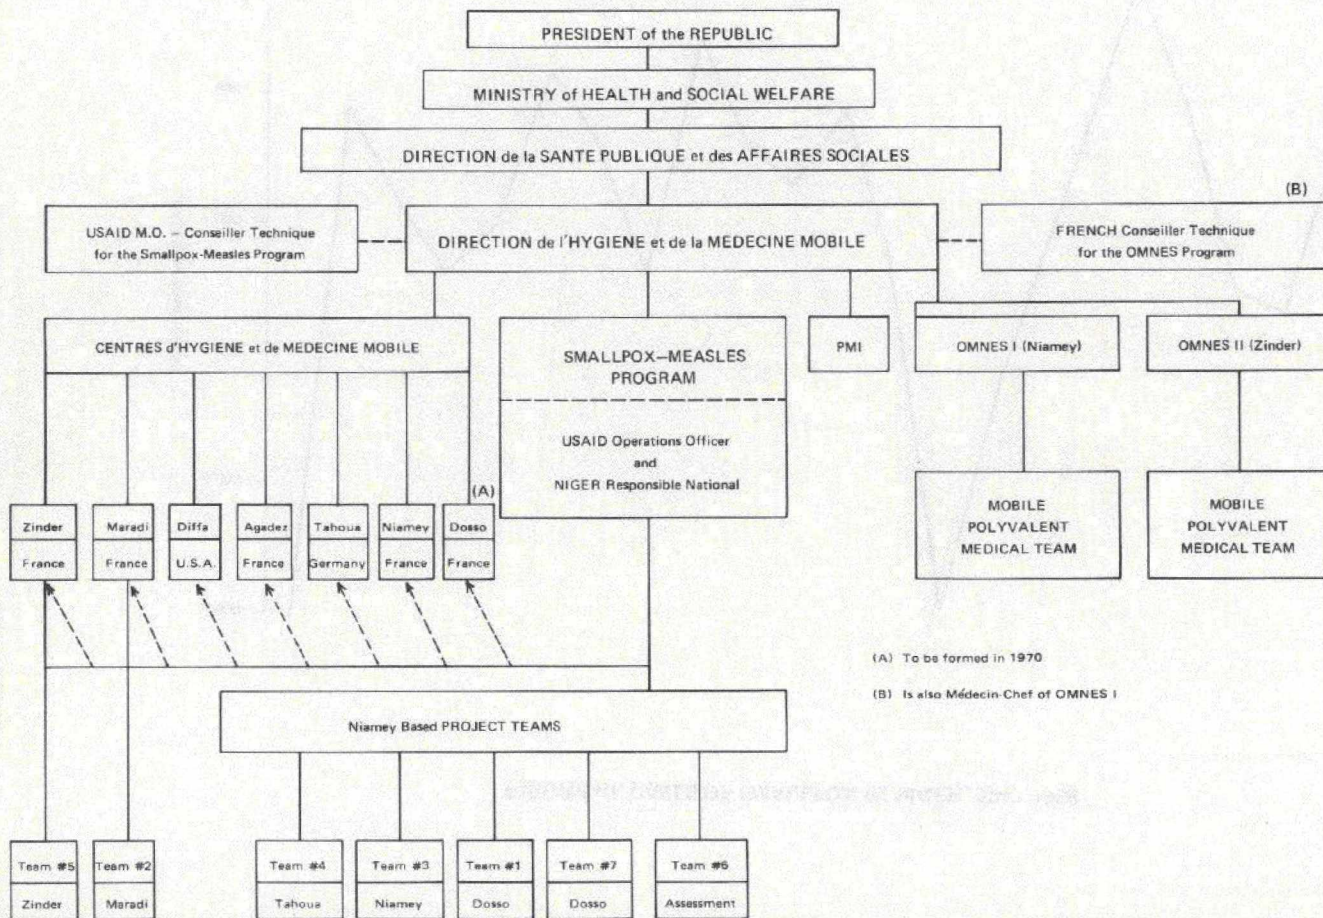 PRESIDENT of the REPUBLIC
MINISTRY of HEALTH and SOCIAL WELFARE
DIRECTION de la SANTE PUBLIQUE et des AFFAIRES SOCIALES
(B)
USAID M.O. – Conseiller Technique
for the Smallpox-Measles Program
DIRECTION de l'HYGIENE et de la MEDECINE MOBILE
FRENCH Conseiller Technique
for the OMNES Program
CENTRES d'HYGIENE et de MEDECINE MOBILE
SMALLPOX–MEASLES
PROGRAM
USAID Operations Officer
and
NIGER Responsible National
PMI
OMNES I (Niamey)
OMNES II (Zinder)
(A)
Zinder
France
Maradi
France
Diffa
U.S.A.
Agadez
France
Tahoua
Germany
Niamey
France
Dosso
France
MOBILE
POLYVALENT
MEDICAL TEAM
MOBILE
POLYVALENT
MEDICAL TEAM
(A) To be formed in 1970
(B) Is also Médecin-Chef of OMNES I
Niamey Based PROJECT TEAMS
Team #5
Zinder
Team #2
Maradi
Team #4
Tahoua
Team #3
Niamey
Team #1
Dosso
Team #7
Dosso
Team #6
Assessment